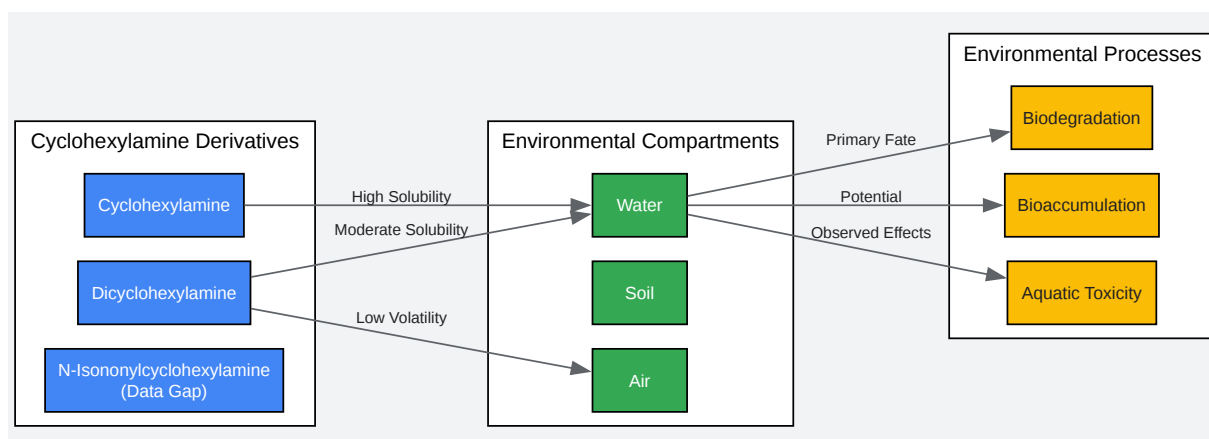 Cyclohexylamine Derivatives
Cyclohexylamine
Dicyclohexylamine
N-Isononylcyclohexylamine
(Data Gap)
High Solubility
Moderate Solubility
Low Volatility
Environmental Compartments
Water
Soil
Air
Primary Fate
Potential
Observed Effects
Environmental Processes
Biodegradation
Bioaccumulation
Aquatic Toxicity